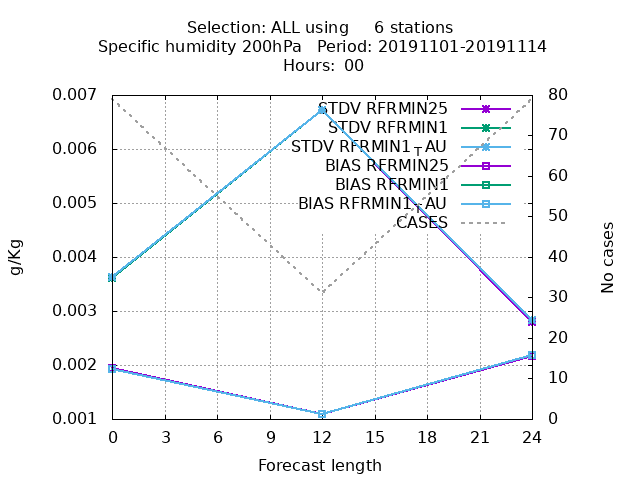 Selection: ALL using     6 stations
Specific humidity 200hPa   Period: 20191101-20191114
Hours:  00
0.007
0.006
0.005
0.004
0.003
0.002
0.001
g/Kg
STDV RFRMIN25
STDV RFRMIN1
STDV RFRMIN1_TAU
BIAS RFRMIN25
BIAS RFRMIN1
BIAS RFRMIN1_TAU
CASES
80
70
60
50
40
30
20
10
0
No cases
0 3 6 9 12 15 18 21 24
Forecast length